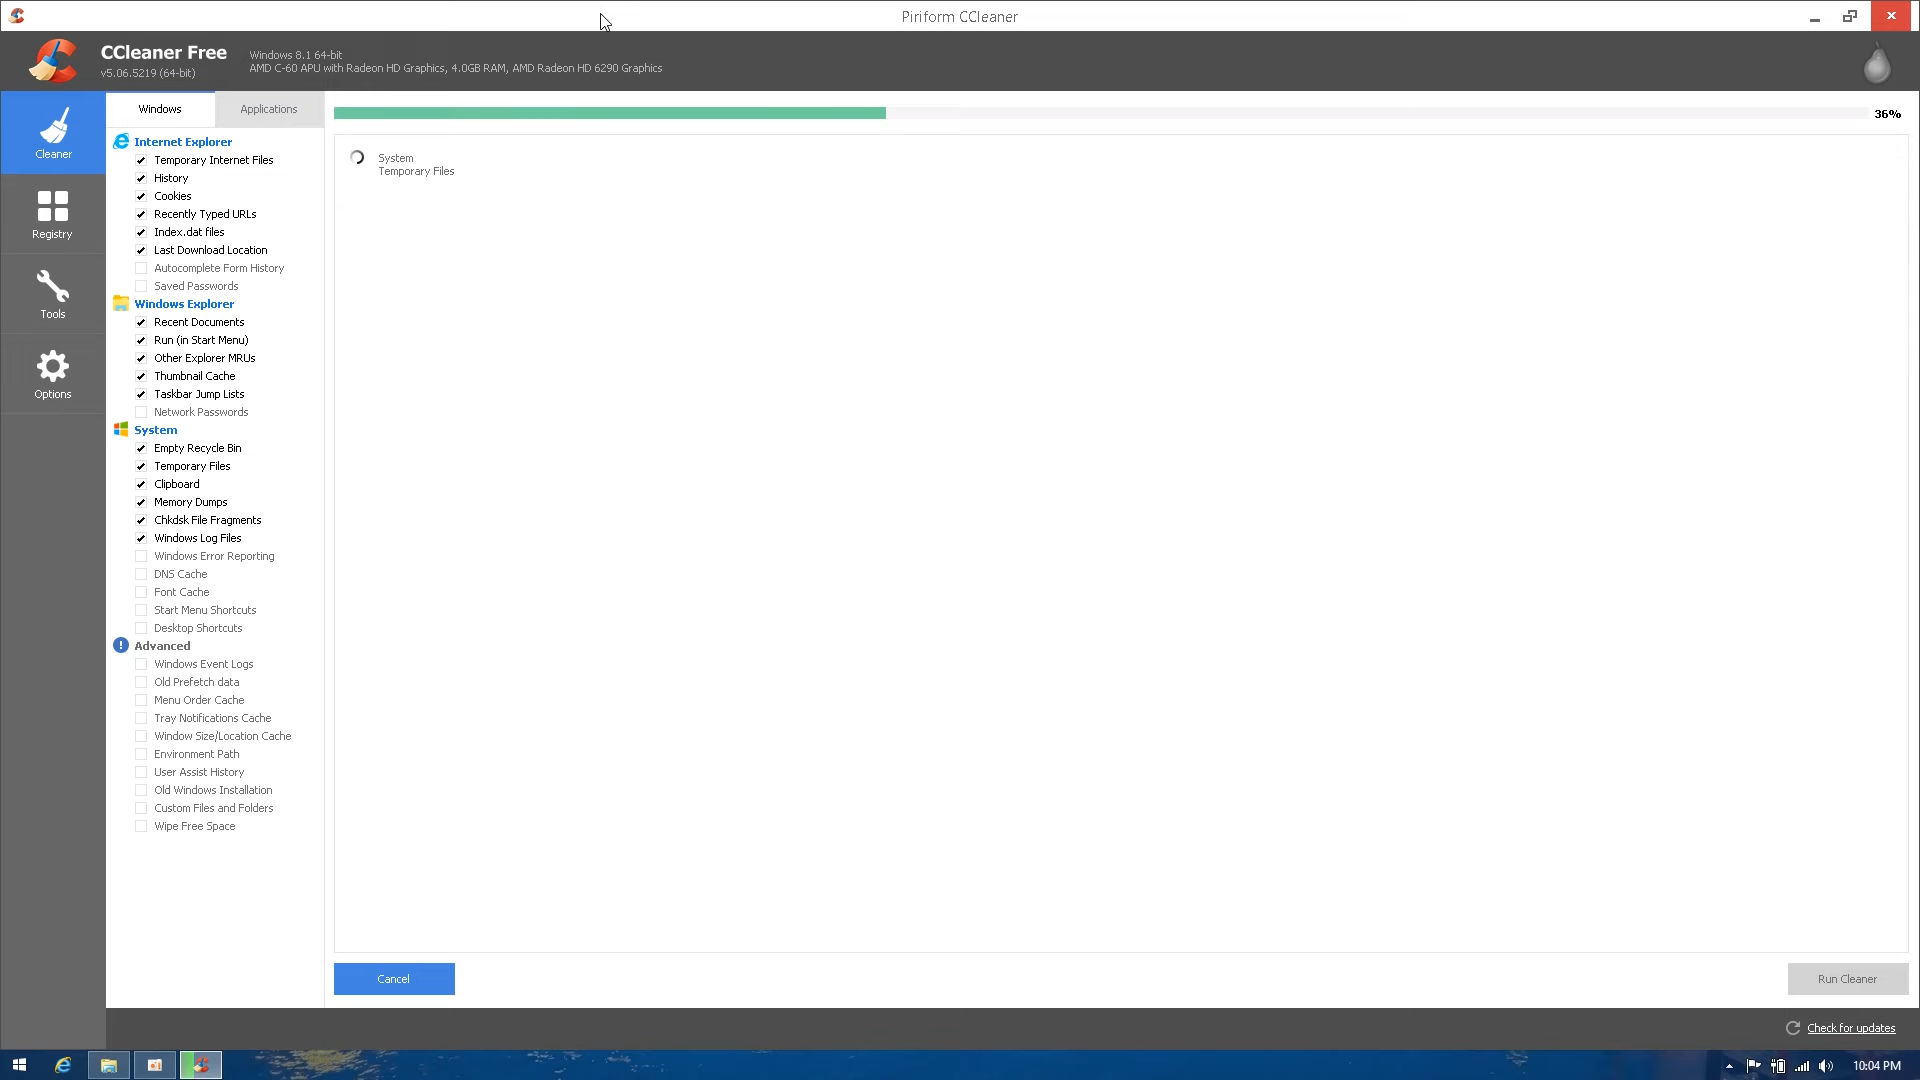 Piriform CCleaner
CCleaner Free
v5.06.5219 (64-bit)
Windows 8.1 64-bit
AMD C-60 APU with Radeon HD Graphics, 4.0GB RAM, AMD Radeon HD 6290 Graphics
Cleaner
Registry
Tools
Options
Windows
Applications
Internet Explorer
Temporary Internet Files
History
Cookies
Recently Typed URLs
Index.dat files
Last Download Location
Autocomplete Form History
Saved Passwords
Windows Explorer
Recent Documents
Run (in Start Menu)
Other Explorer MRUs
Thumbnail Cache
Taskbar Jump Lists
Network Passwords
System
Empty Recycle Bin
Temporary Files
Clipboard
Memory Dumps
Chkdsk File Fragments
Windows Log Files
Windows Error Reporting
DNS Cache
Font Cache
Start Menu Shortcuts
Desktop Shortcuts
Advanced
Windows Event Logs
Old Prefetch data
Menu Order Cache
Tray Notifications Cache
Window Size/Location Cache
Environment Path
User Assist History
Old Windows Installation
Custom Files and Folders
Wipe Free Space
36%
System
Temporary Files
Cancel
Run Cleaner
Check for updates
10:04 PM